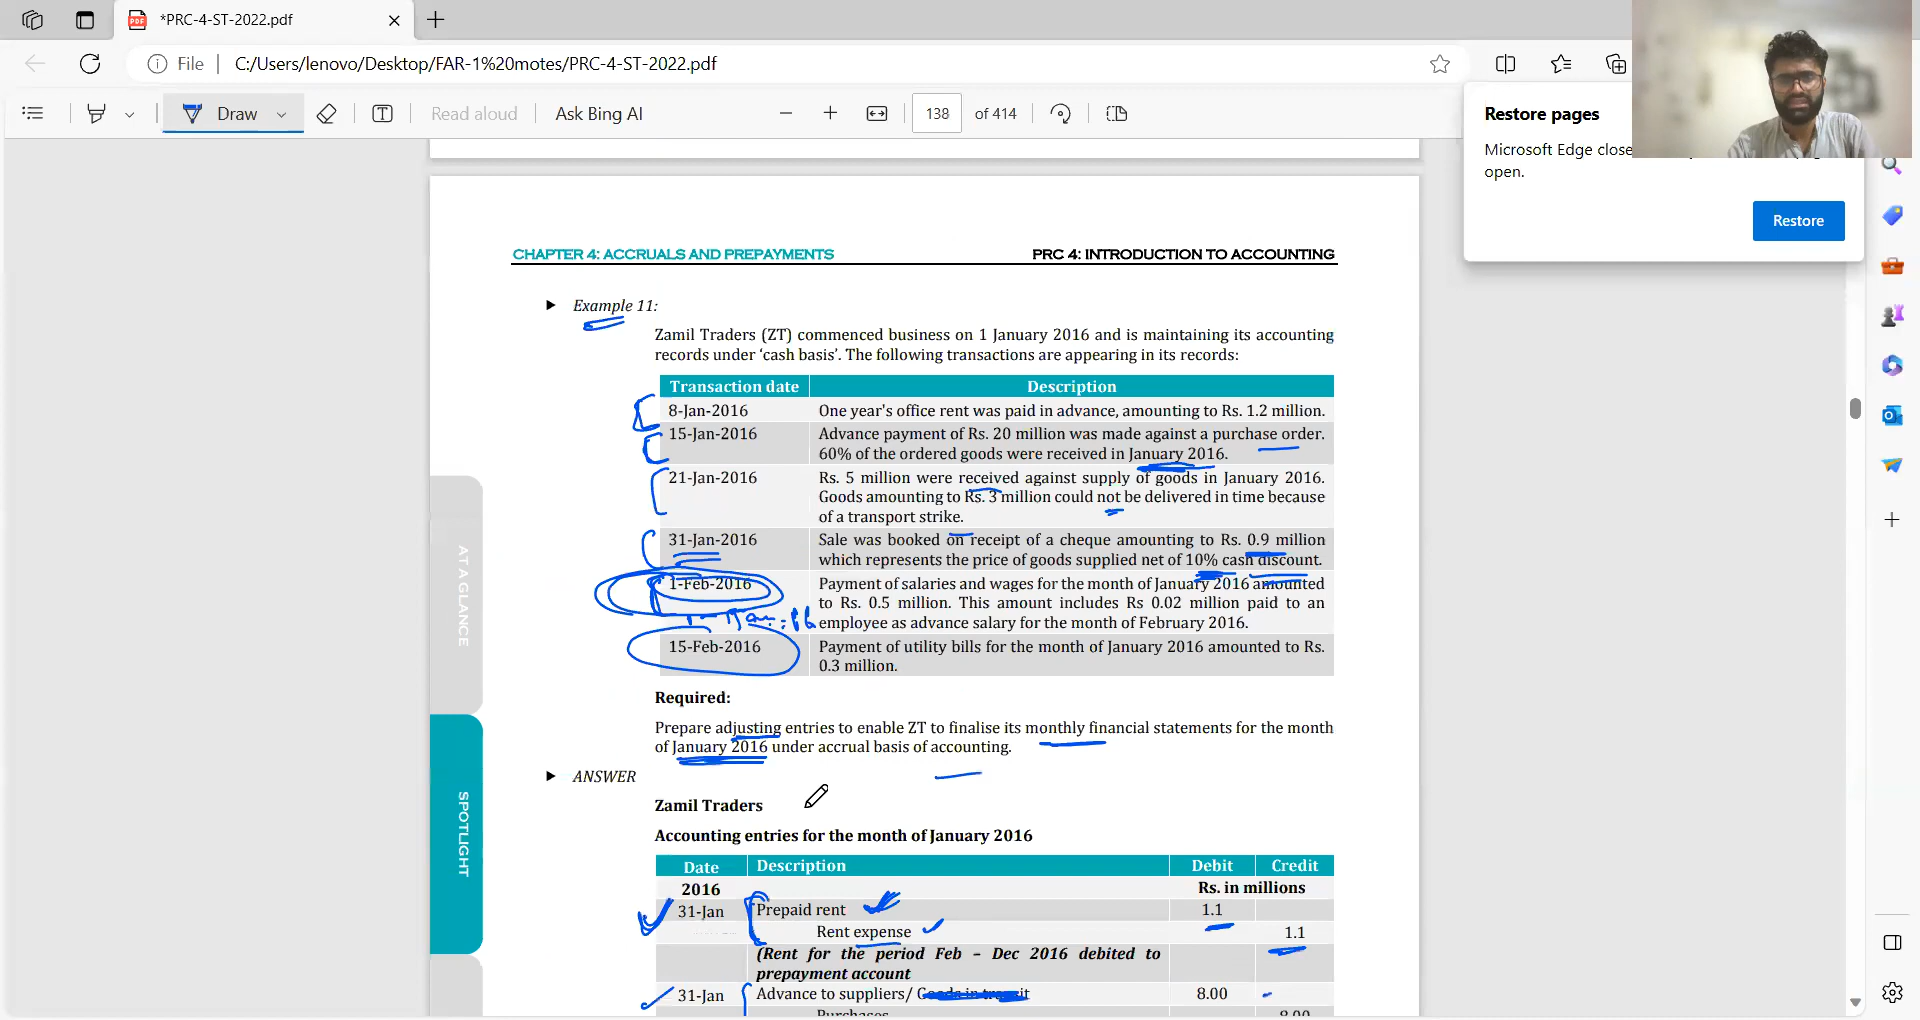 *PRC-4-ST-2022.pdf
File | C:/Users/lenovo/Desktop/FAR-1%20motes/PRC-4-ST-2022.pdf
Draw
Read aloud
Ask Bing AI
138
of 414
Restore pages
Microsoft Edge close
open.
Restore
CHAPTER 4: ACCRUALS AND PREPAYMENTS
PRC 4: INTRODUCTION TO ACCOUNTING
Example 11:
Zamil Traders (ZT) commenced business on 1 January 2016 and is maintaining its accounting
records under ‘cash basis’. The following transactions are appearing in its records:
Transaction date Description
8-Jan-2016 One year's office rent was paid in advance, amounting to Rs. 1.2 million.
15-Jan-2016 Advance payment of Rs. 20 million was made against a purchase order.
60% of the ordered goods were received in January 2016.
21-Jan-2016 Rs. 5 million were received against supply of goods in January 2016.
Goods amounting to Rs. 3 million could not be delivered in time because
of a transport strike.
31-Jan-2016 Sale was booked on receipt of a cheque amounting to Rs. 0.9 million
which represents the price of goods supplied net of 10% cash discount.
1-Feb-2016 Payment of salaries and wages for the month of January 2016 amounted
to Rs. 0.5 million. This amount includes Rs 0.02 million paid to an
employee as advance salary for the month of February 2016.
15-Feb-2016 Payment of utility bills for the month of January 2016 amounted to Rs.
0.3 million.
Required:
Prepare adjusting entries to enable ZT to finalise its monthly financial statements for the month
of January 2016 under accrual basis of accounting.
ANSWER
Zamil Traders
Accounting entries for the month of January 2016
Date Description Debit Credit
2016 Rs. in millions
31-Jan Prepaid rent 1.1
Rent expense 1.1
(Rent for the period Feb – Dec 2016 debited to
prepayment account
31-Jan Advance to suppliers/ Goods in transit 8.00
Purchases 8.00
AT A GLANCE
SPOTLIGHT